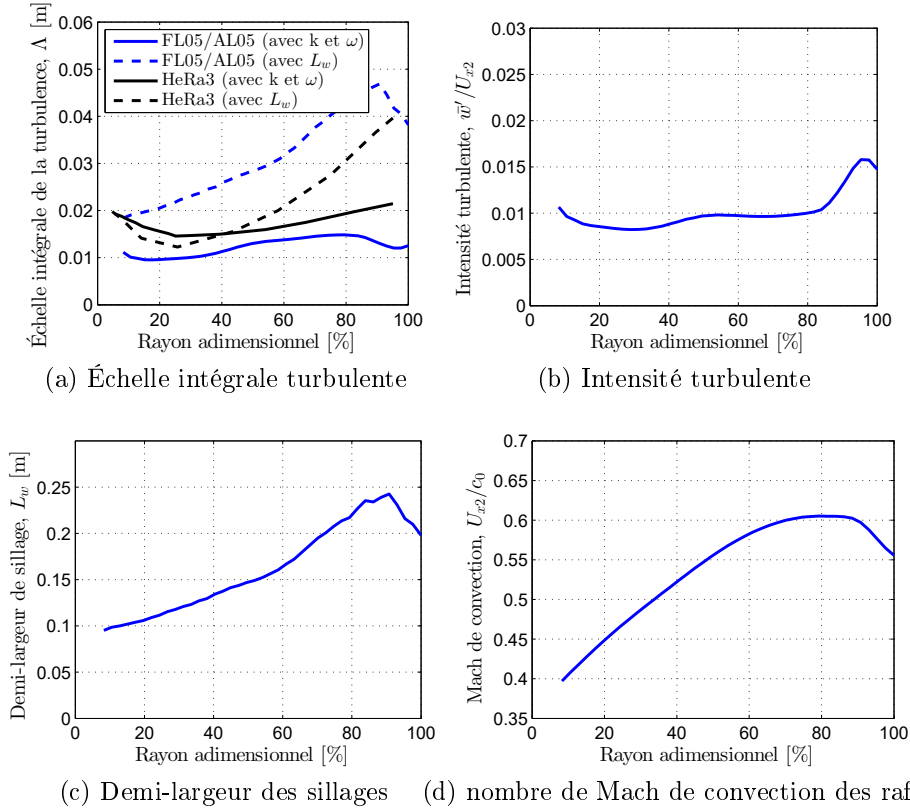 Échelle intégrale de la turbulence, Λ [m]
0.06
0.05
0.04
0.03
0.02
0.01
0
FL05/AL05 (avec k et ω)
FL05/AL05 (avec L_w)
HeRa3 (avec k et ω)
HeRa3 (avec L_w)
0 20 40 60 80 100
Rayon adimensionnel [%]
(a) Échelle intégrale turbulente
Intensité turbulente, w̄′/U_x2
0.03
0.025
0.02
0.015
0.01
0.005
0
0 20 40 60 80 100
Rayon adimensionnel [%]
(b) Intensité turbulente
Demi-largeur de sillage, L_w [m]
0.25
0.2
0.15
0.1
0.05
0
0 20 40 60 80 100
Rayon adimensionnel [%]
(c) Demi-largeur des sillages
Mach de convection, U_x2/c_0
0.7
0.65
0.6
0.55
0.5
0.45
0.4
0.35
0 20 40 60 80 100
Rayon adimensionnel [%]
(d) nombre de Mach de convection des raf